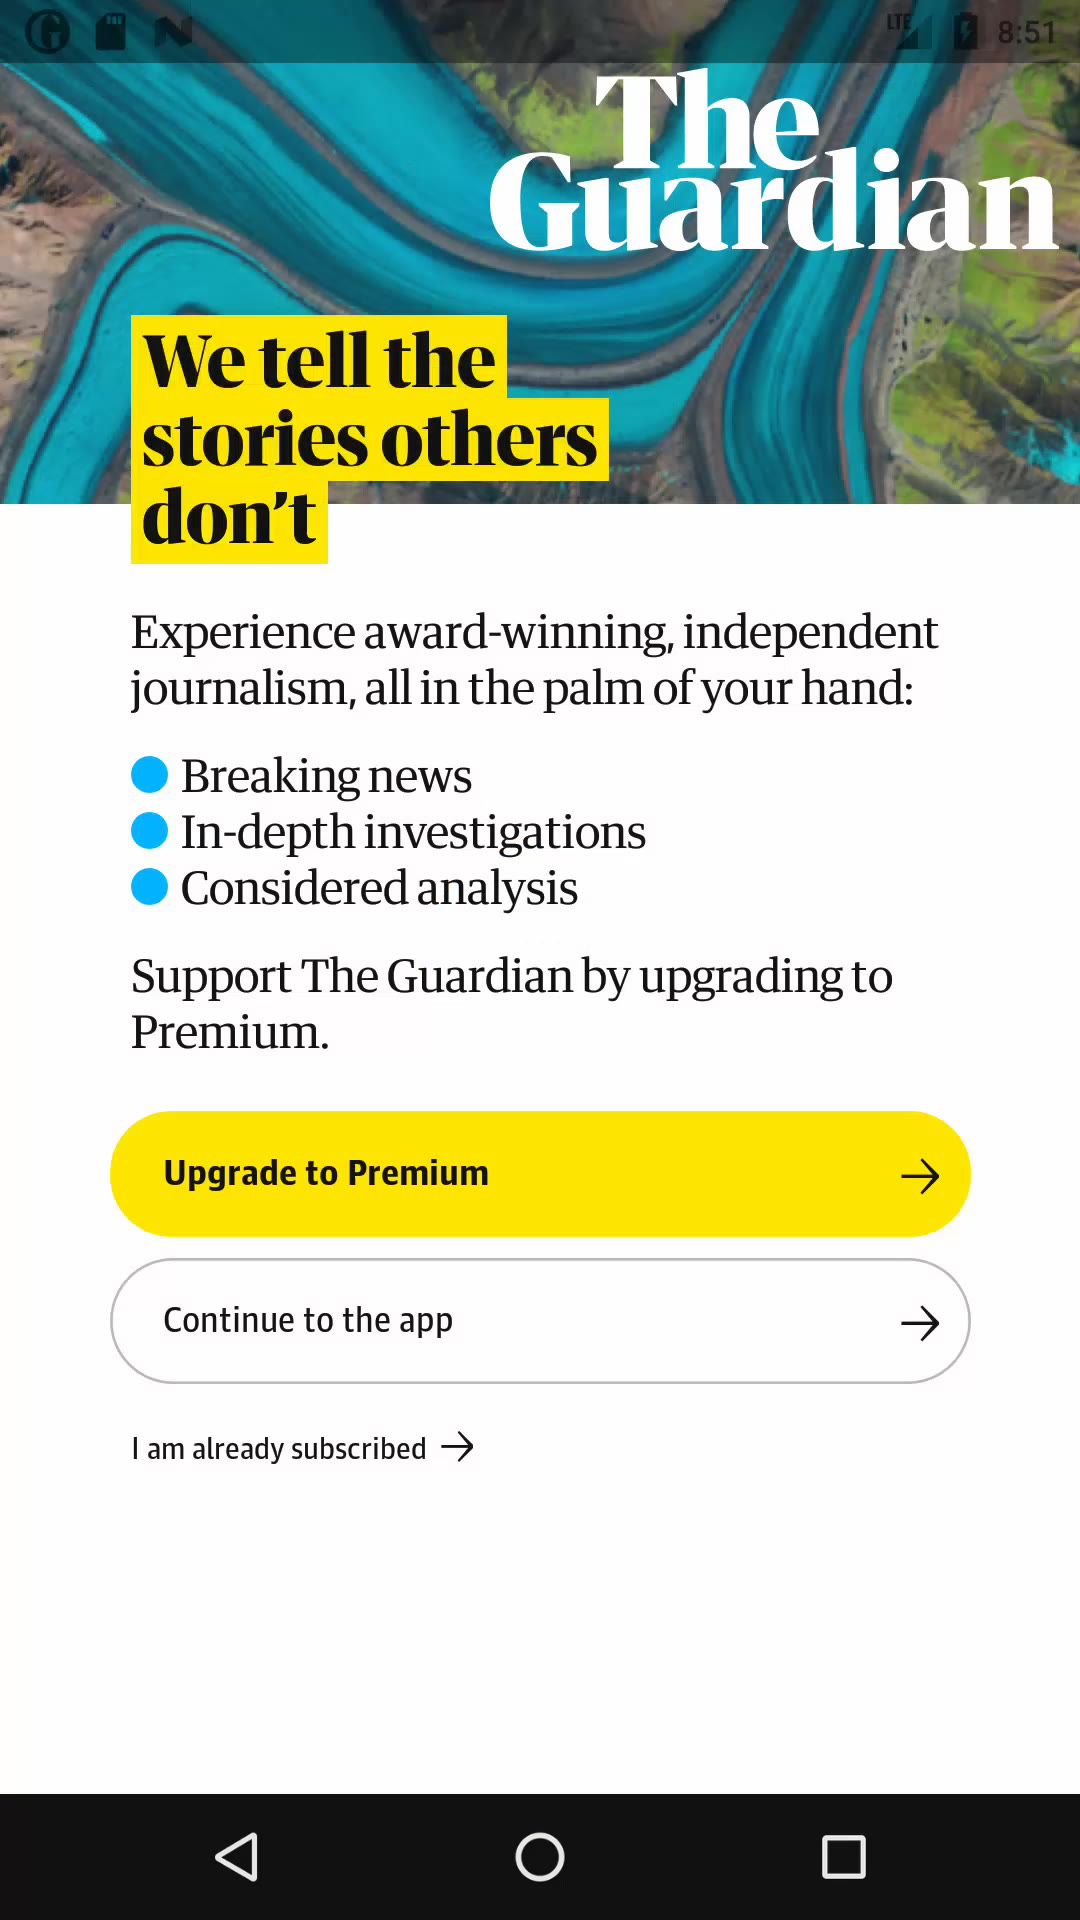 LTE 8:51
The
Guardian
We tell the
stories others
don’t
Experience award-winning, independent
journalism, all in the palm of your hand:
Breaking news
In-depth investigations
Considered analysis
Support The Guardian by upgrading to
Premium.
Upgrade to Premium
Continue to the app
I am already subscribed